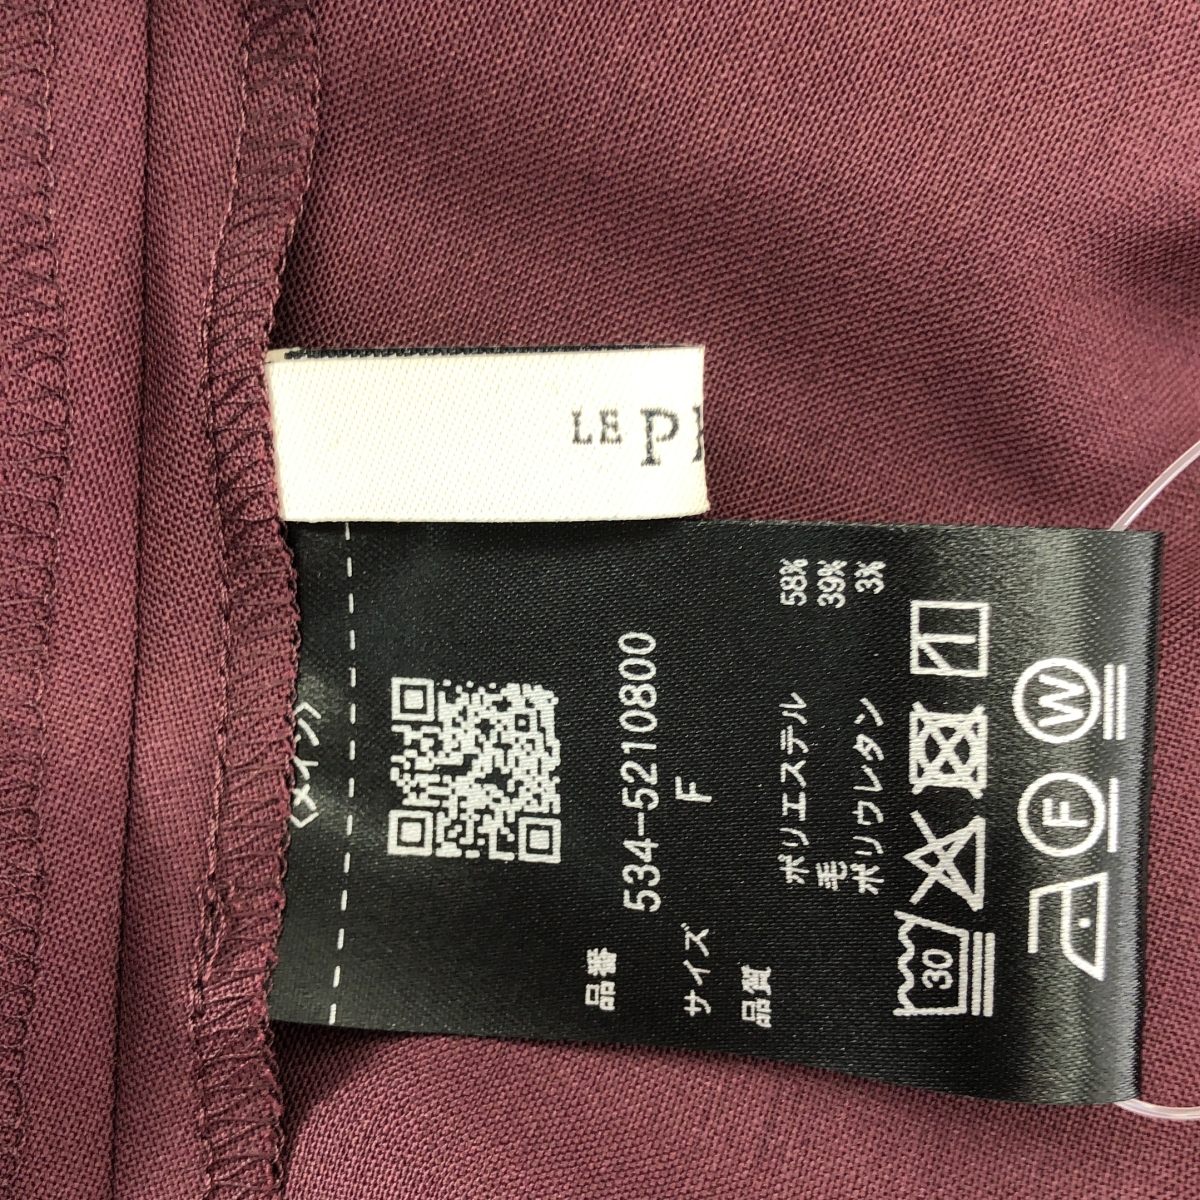 LE P
〈メイン〉
品番 534-5210800
サイズ F
品質
ポリエステル 58%
毛 39%
ポリウレタン 3%
30
F W